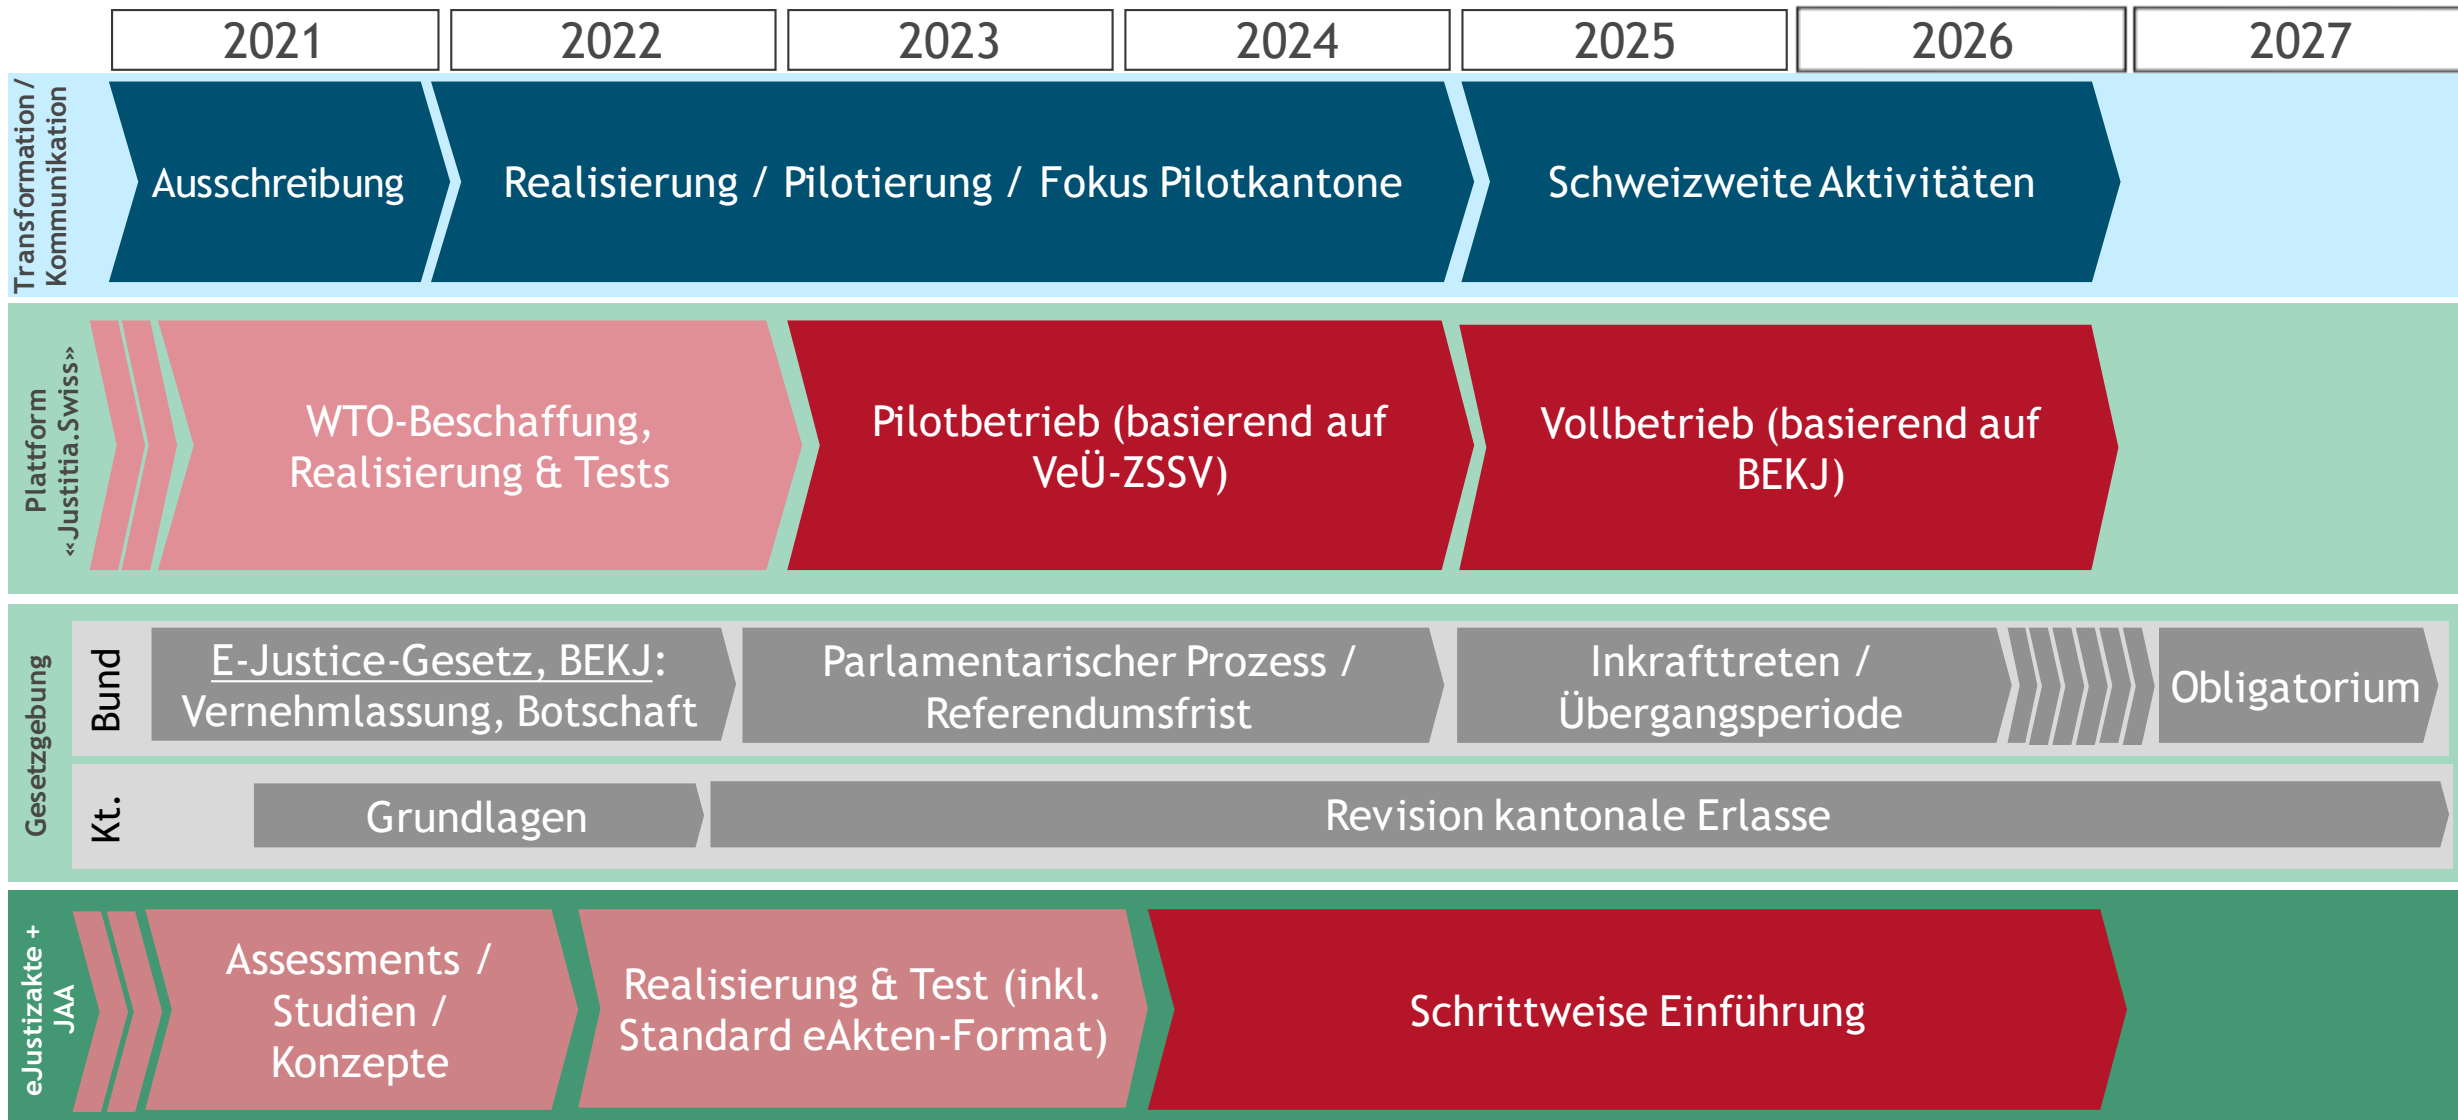 2021
2022
2023
2024
2025
2026
2027
Transformation /
Kommunikation
Ausschreibung
Realisierung / Pilotierung / Fokus Pilotkantone
Schweizweite Aktivitäten
Plattform
«Justitia.Swiss»
WTO-Beschaffung,
Realisierung & Tests
Pilotbetrieb (basierend auf
VeÜ-ZSSV)
Vollbetrieb (basierend auf
BEKJ)
Gesetzgebung
Bund
E-Justice-Gesetz, BEKJ:
Vernehmlassung, Botschaft
Parlamentarischer Prozess /
Referendumsfrist
Inkrafttreten /
Übergangsperiode
Obligatorium
Kt.
Grundlagen
Revision kantonale Erlasse
eJustizakte +
JAA
Assessments /
Studien /
Konzepte
Realisierung & Test (inkl.
Standard eAkten-Format)
Schrittweise Einführung